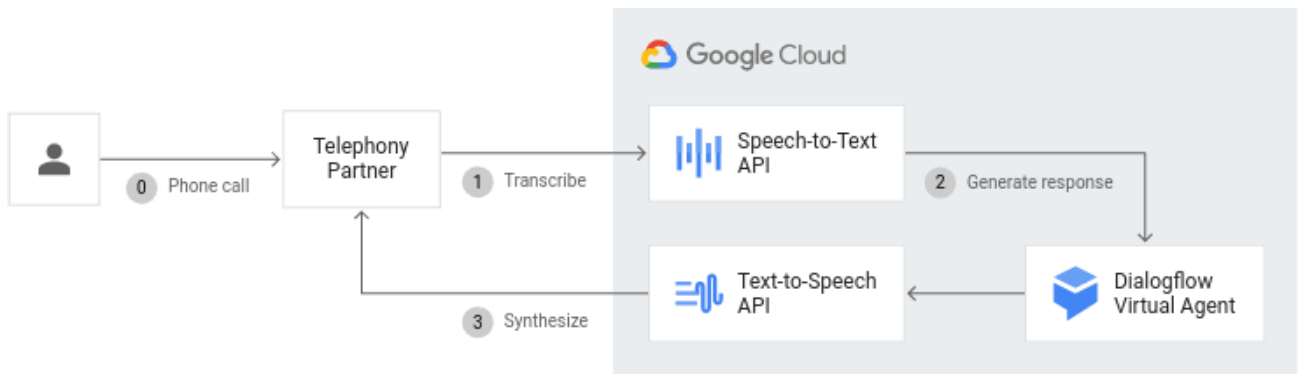 Google Cloud
Telephony
Partner
Speech-to-Text
API
0 Phone call
1 Transcribe
2 Generate response
Text-to-Speech
API
Dialogflow
Virtual Agent
3 Synthesize